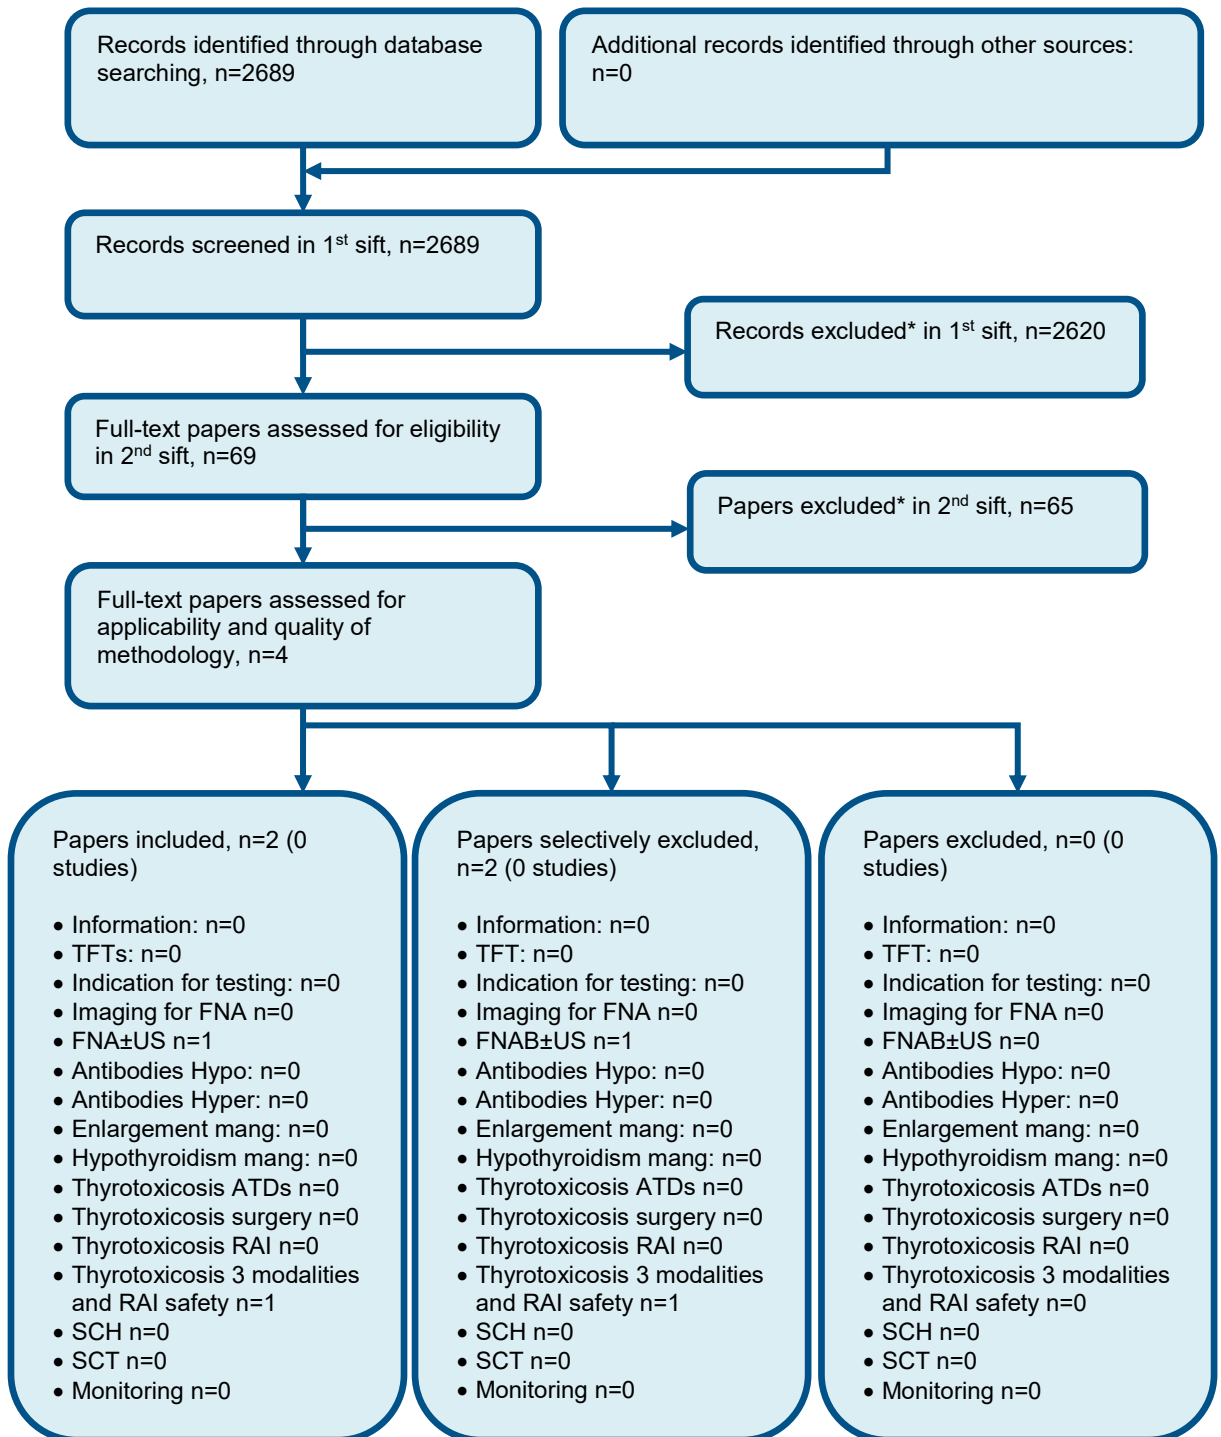 Records identified through database
searching, n=2689
Additional records identified through other sources:
n=0
Records screened in 1st sift, n=2689
Records excluded* in 1st sift, n=2620
Full-text papers assessed for eligibility
in 2nd sift, n=69
Papers excluded* in 2nd sift, n=65
Full-text papers assessed for
applicability and quality of
methodology, n=4
Papers included, n=2 (0
studies)
• Information: n=0
• TFTs: n=0
• Indication for testing: n=0
• Imaging for FNA n=0
• FNA±US n=1
• Antibodies Hypo: n=0
• Antibodies Hyper: n=0
• Enlargement mang: n=0
• Hypothyroidism mang: n=0
• Thyrotoxicosis ATDs n=0
• Thyrotoxicosis surgery n=0
• Thyrotoxicosis RAI n=0
• Thyrotoxicosis 3 modalities
and RAI safety n=1
• SCH n=0
• SCT n=0
• Monitoring n=0
Papers selectively excluded,
n=2 (0 studies)
• Information: n=0
• TFT: n=0
• Indication for testing: n=0
• Imaging for FNA n=0
• FNAB±US n=1
• Antibodies Hypo: n=0
• Antibodies Hyper: n=0
• Enlargement mang: n=0
• Hypothyroidism mang: n=0
• Thyrotoxicosis ATDs n=0
• Thyrotoxicosis surgery n=0
• Thyrotoxicosis RAI n=0
• Thyrotoxicosis 3 modalities
and RAI safety n=1
• SCH n=0
• SCT n=0
• Monitoring n=0
Papers excluded, n=0 (0
studies)
• Information: n=0
• TFT: n=0
• Indication for testing: n=0
• Imaging for FNA n=0
• FNAB±US n=0
• Antibodies Hypo: n=0
• Antibodies Hyper: n=0
• Enlargement mang: n=0
• Hypothyroidism mang: n=0
• Thyrotoxicosis ATDs n=0
• Thyrotoxicosis surgery n=0
• Thyrotoxicosis RAI n=0
• Thyrotoxicosis 3 modalities
and RAI safety n=0
• SCH n=0
• SCT n=0
• Monitoring n=0